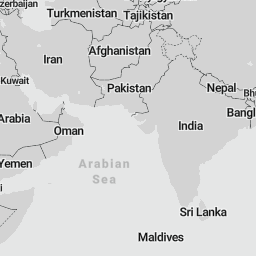 zerbaijan
Turkmenistan
Tajikistan
Iran
Afghanistan
Kuwait
Pakistan
Nepal
Bh
Arabia
Oman
India
Bangl
Yemen
Arabian
Sea
i
Sri Lanka
Maldives